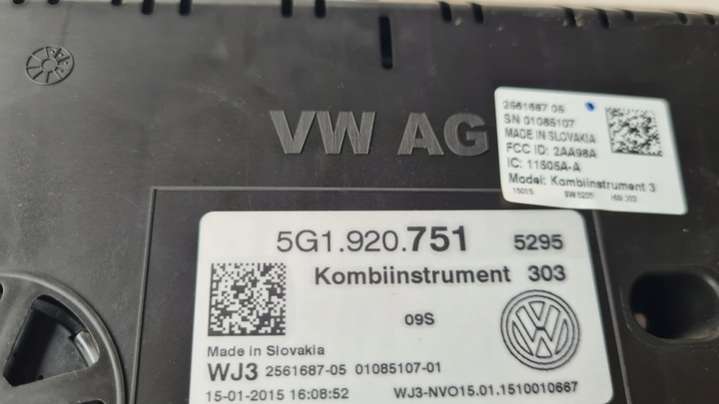 VW AG
2561687 05
SN 01085107
MADE IN SLOVAKIA
FCC ID: 2AA98A
IC: 11505A-A
Model: Kombiinstrument 3
5G1.920.751 5295
Kombiinstrument 303
09S
Made in Slovakia
WJ3 2561687-05 01085107-01
15-01-2015 16:08:52 WJ3-NVO15.01.1510010667